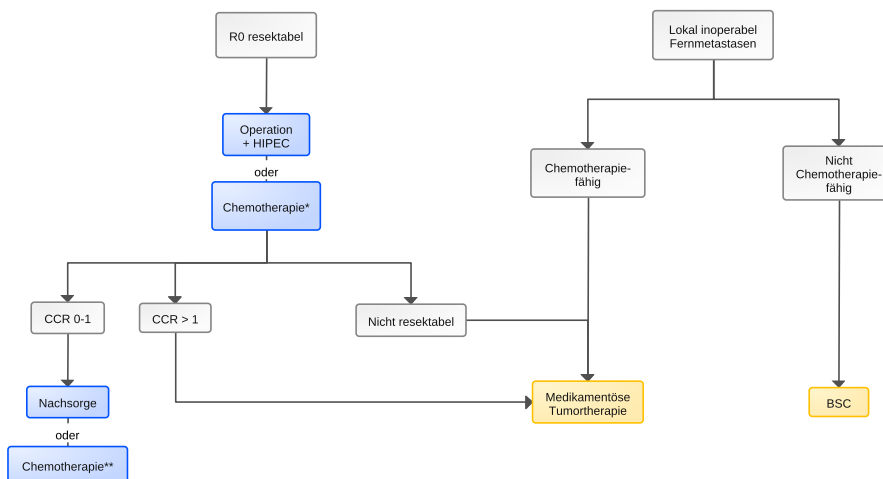 R0 resektabel
Lokal inoperabel
Fernmetastasen
Operation
+ HIPEC
oder
Chemotherapie*
Chemotherapie-
fähig
Nicht
Chemotherapie-
fähig
CCR 0-1
CCR > 1
Nicht resektabel
Nachsorge
oder
Chemotherapie**
Medikamentöse
Tumortherapie
BSC